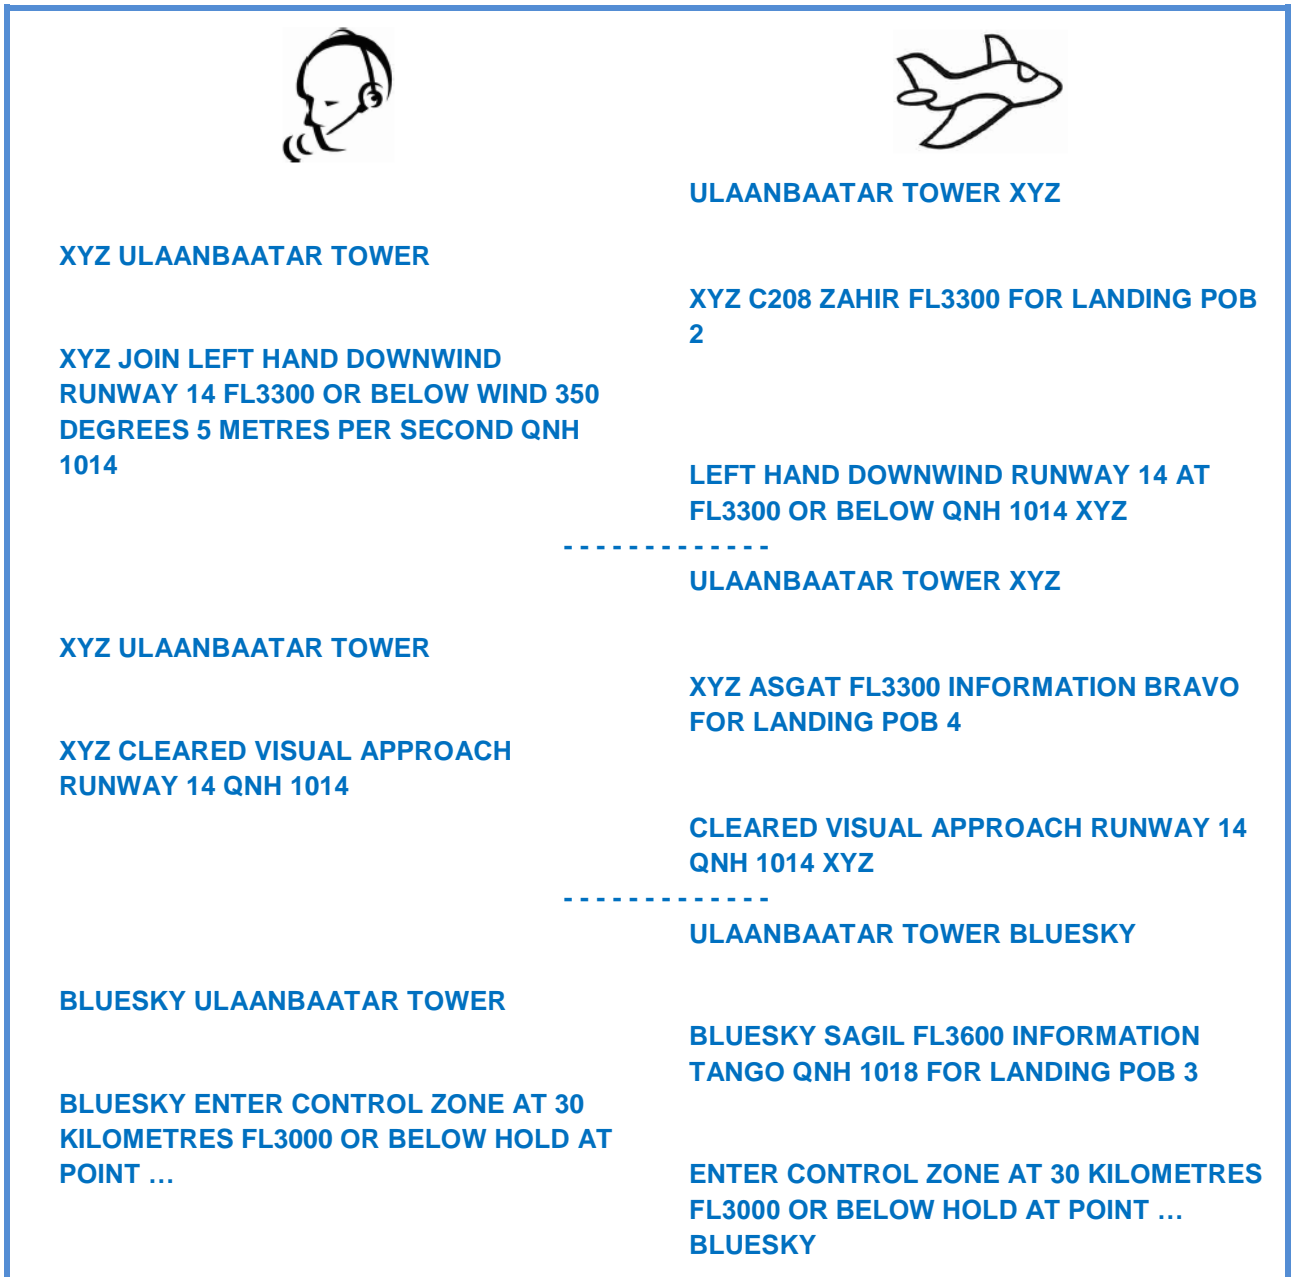 ULAANBAATAR TOWER XYZ
XYZ ULAANBAATAR TOWER
XYZ C208 ZAHIR FL3300 FOR LANDING POB
2
XYZ JOIN LEFT HAND DOWNWIND
RUNWAY 14 FL3300 OR BELOW WIND 350
DEGREES 5 METRES PER SECOND QNH
1014
LEFT HAND DOWNWIND RUNWAY 14 AT
FL3300 OR BELOW QNH 1014 XYZ
- - - - - - - - - - - - -
ULAANBAATAR TOWER XYZ
XYZ ULAANBAATAR TOWER
XYZ ASGAT FL3300 INFORMATION BRAVO
FOR LANDING POB 4
XYZ CLEARED VISUAL APPROACH
RUNWAY 14 QNH 1014
CLEARED VISUAL APPROACH RUNWAY 14
QNH 1014 XYZ
- - - - - - - - - - - - -
ULAANBAATAR TOWER BLUESKY
BLUESKY ULAANBAATAR TOWER
BLUESKY SAGIL FL3600 INFORMATION
TANGO QNH 1018 FOR LANDING POB 3
BLUESKY ENTER CONTROL ZONE AT 30
KILOMETRES FL3000 OR BELOW HOLD AT
POINT …
ENTER CONTROL ZONE AT 30 KILOMETRES
FL3000 OR BELOW HOLD AT POINT …
BLUESKY